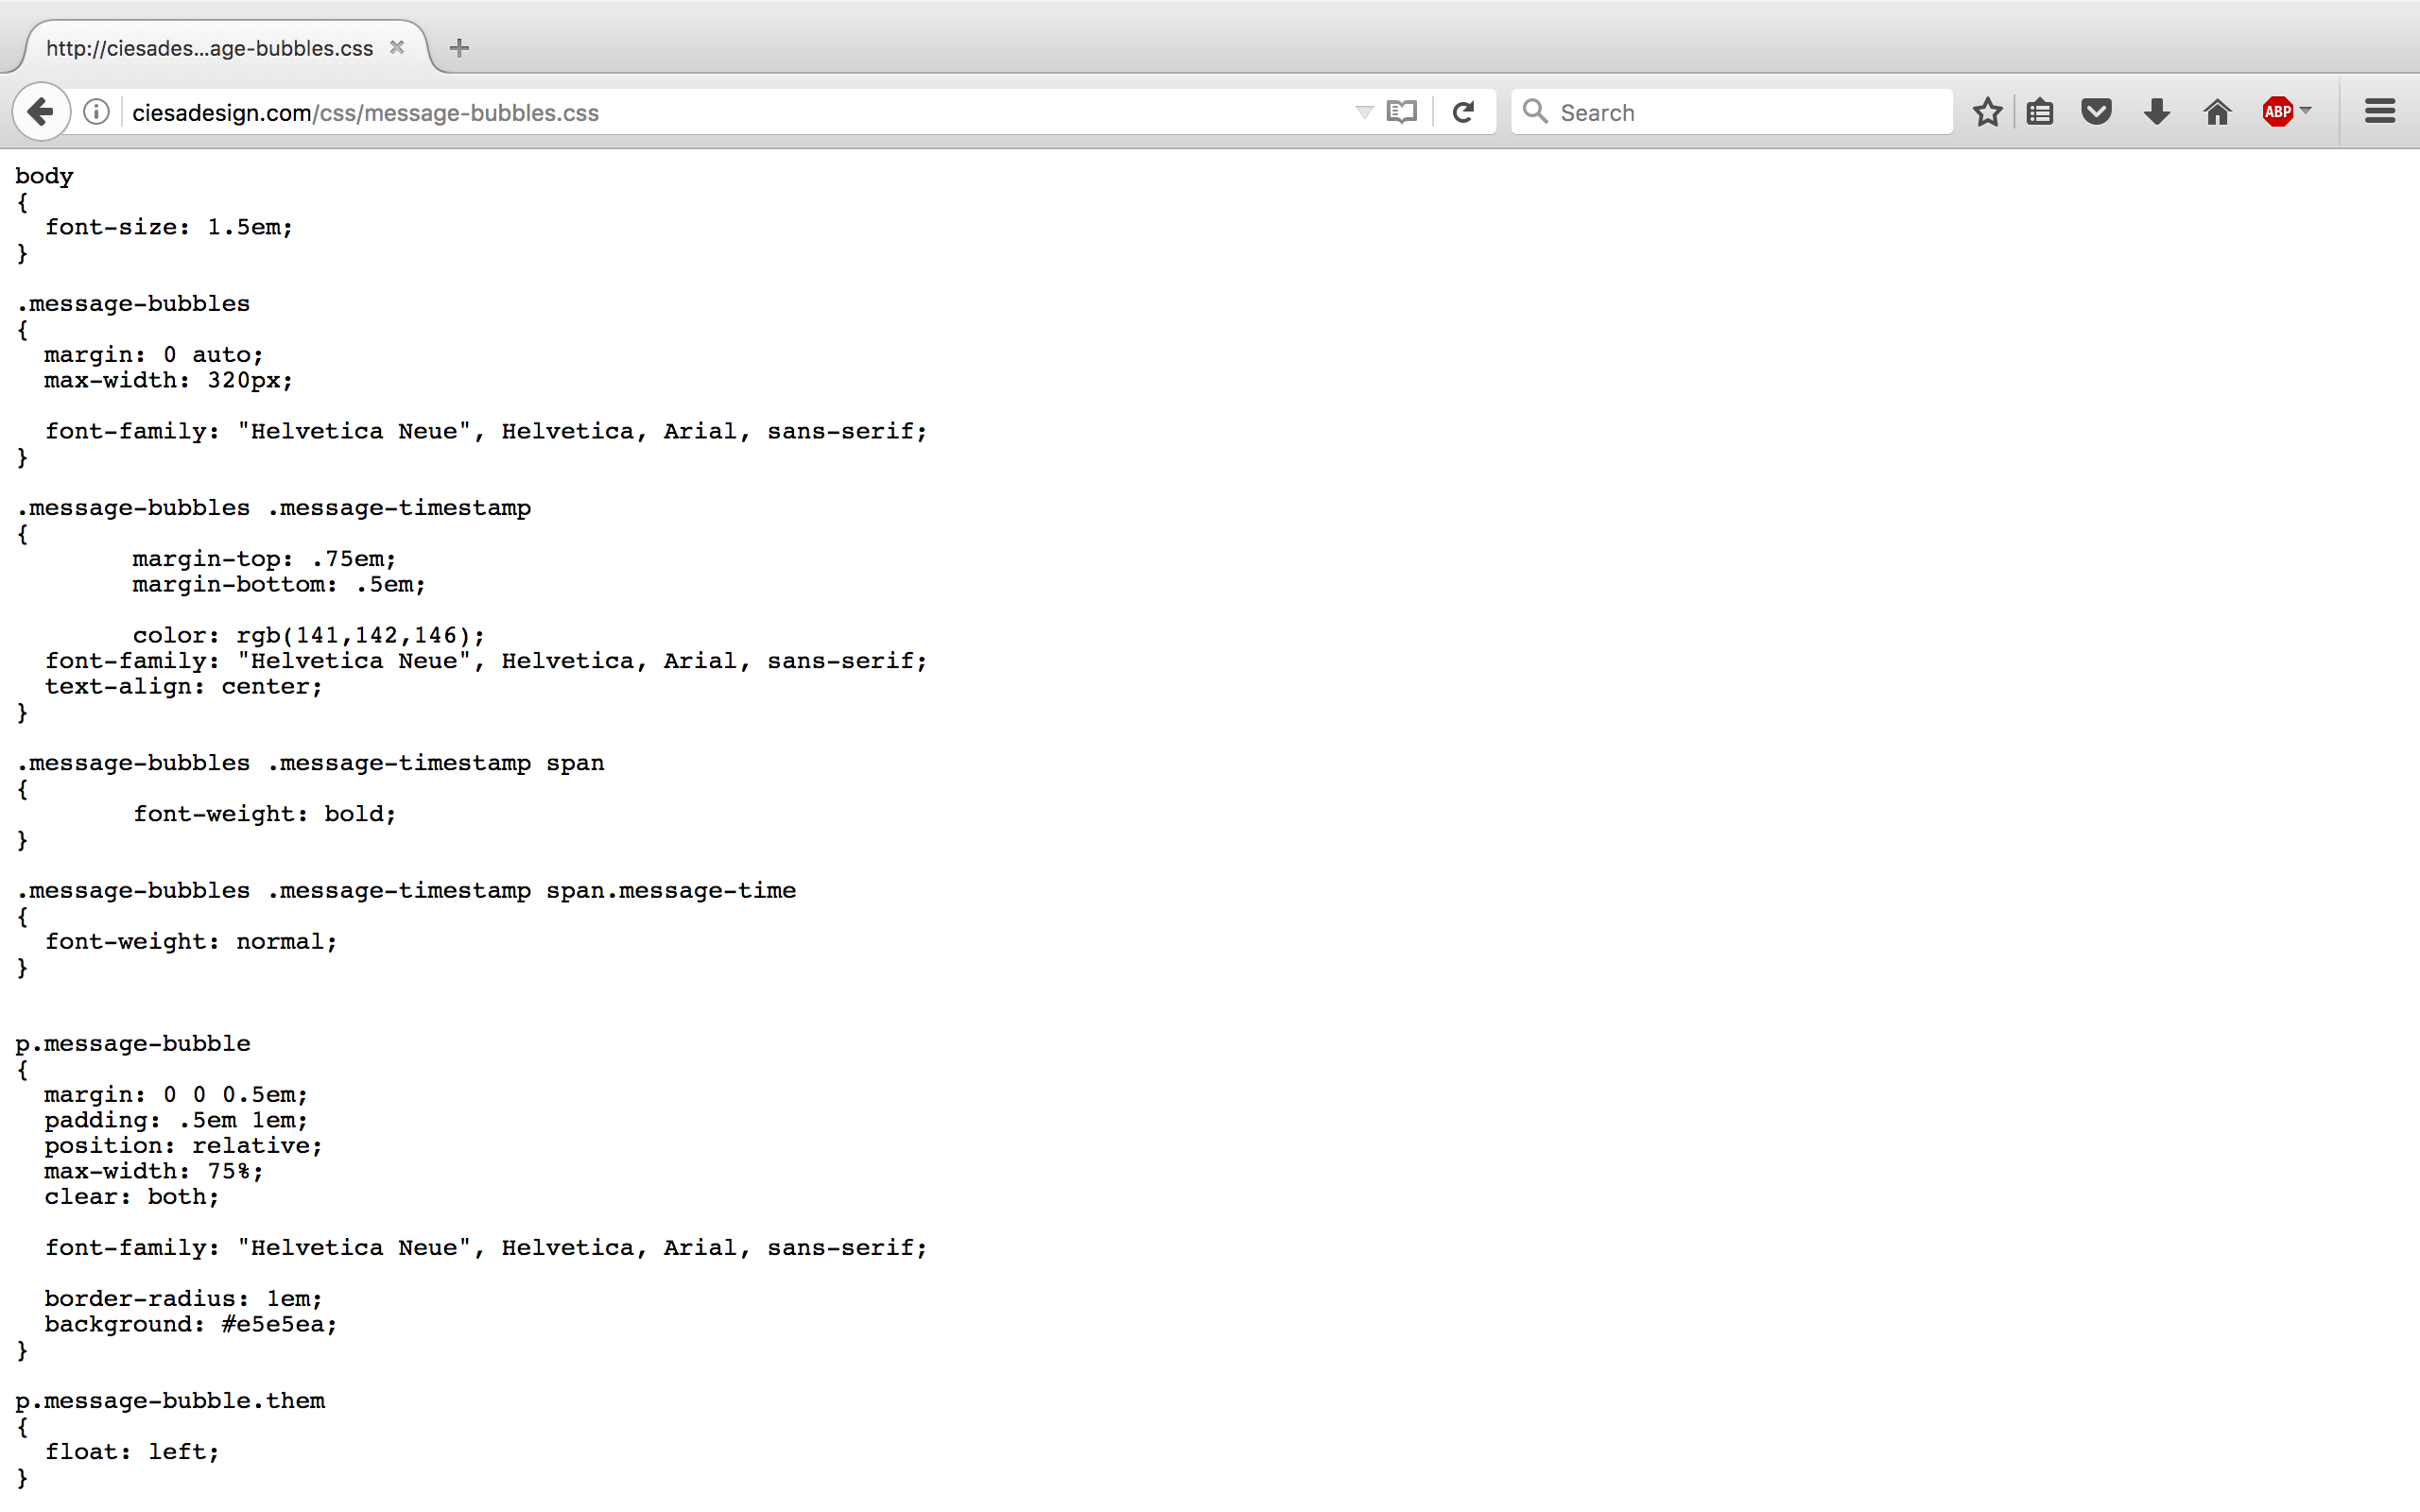 http://ciesades...age-bubbles.css
ciesadesign.com/css/message-bubbles.css
Search
ABP
body
{
  font-size: 1.5em;
}

.message-bubbles
{
  margin: 0 auto;
  max-width: 320px;

  font-family: "Helvetica Neue", Helvetica, Arial, sans-serif;
}

.message-bubbles .message-timestamp
{
        margin-top: .75em;
        margin-bottom: .5em;

        color: rgb(141,142,146);
  font-family: "Helvetica Neue", Helvetica, Arial, sans-serif;
  text-align: center;
}

.message-bubbles .message-timestamp span
{
        font-weight: bold;
}

.message-bubbles .message-timestamp span.message-time
{
  font-weight: normal;
}


p.message-bubble
{
  margin: 0 0 0.5em;
  padding: .5em 1em;
  position: relative;
  max-width: 75%;
  clear: both;

  font-family: "Helvetica Neue", Helvetica, Arial, sans-serif;

  border-radius: 1em;
  background: #e5e5ea;
}

p.message-bubble.them
{
  float: left;
}